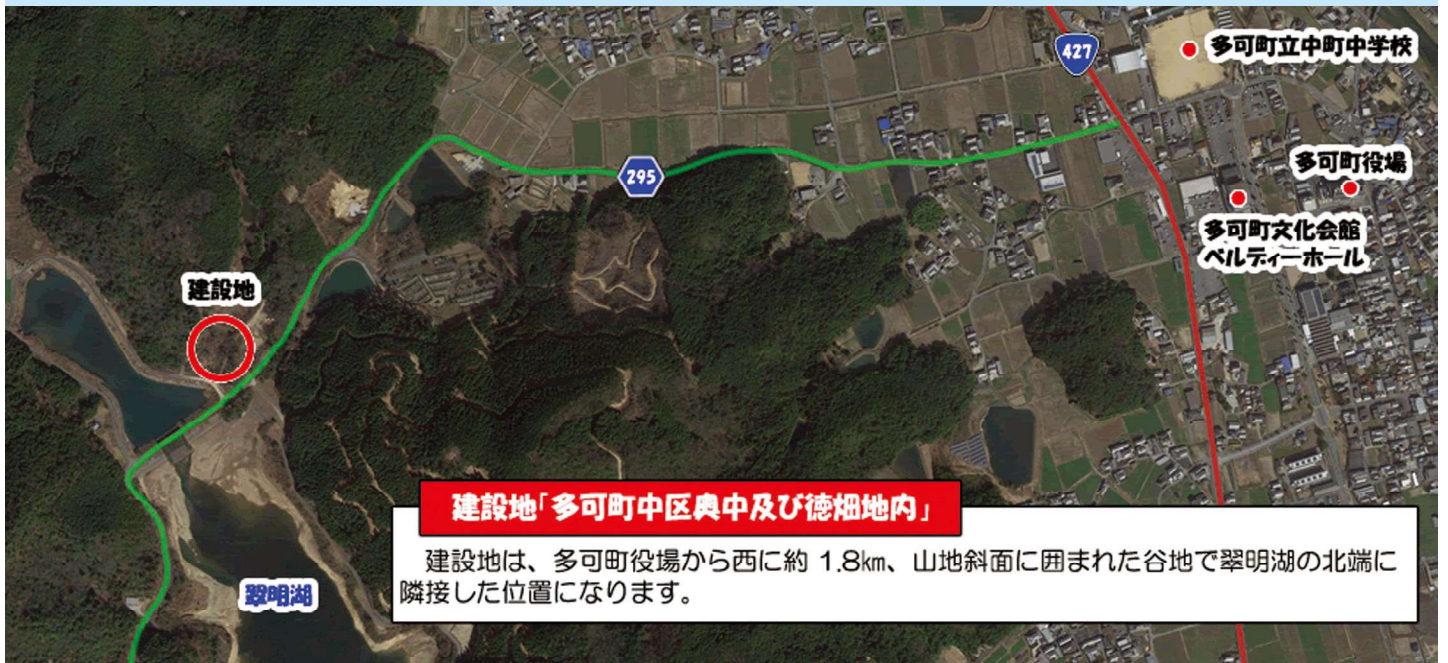 427
多可町立中町中学校
295
多可町役場
多可町文化会館
ベルディーホール
建設地
建設地「多可町中区奥中及び徳畑地内」
建設地は、多可町役場から西に約 1.8km、山地斜面に囲まれた谷地で翠明湖の北端に
隣接した位置になります。
翠明湖